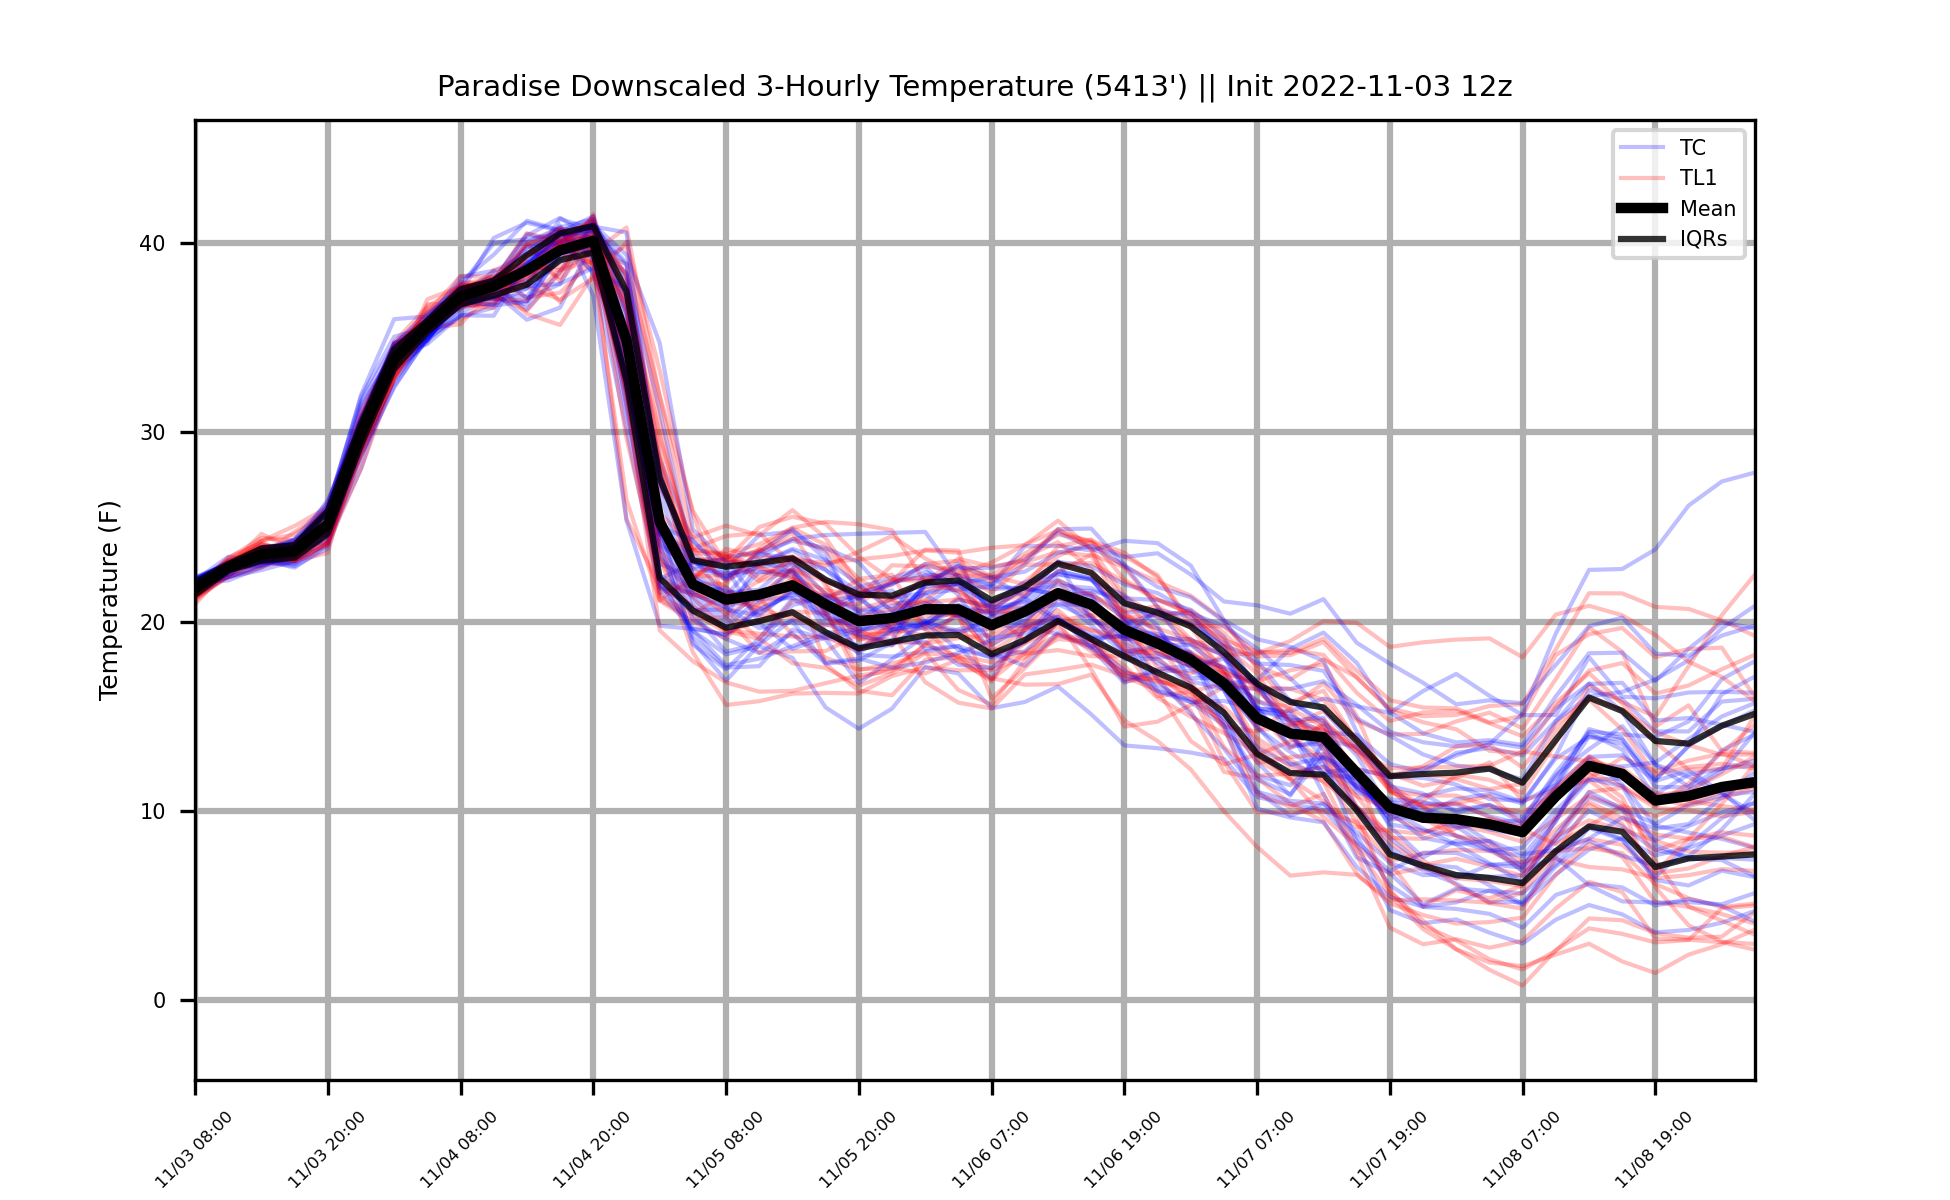 Paradise Downscaled 3-Hourly Temperature (5413') || Init 2022-11-03 12z
TC
TL1
Mean
IQRs
Temperature (F)
40
30
20
10
0
11/03 08:00
11/03 20:00
11/04 08:00
11/04 20:00
11/05 08:00
11/05 20:00
11/06 07:00
11/06 19:00
11/07 07:00
11/07 19:00
11/08 07:00
11/08 19:00